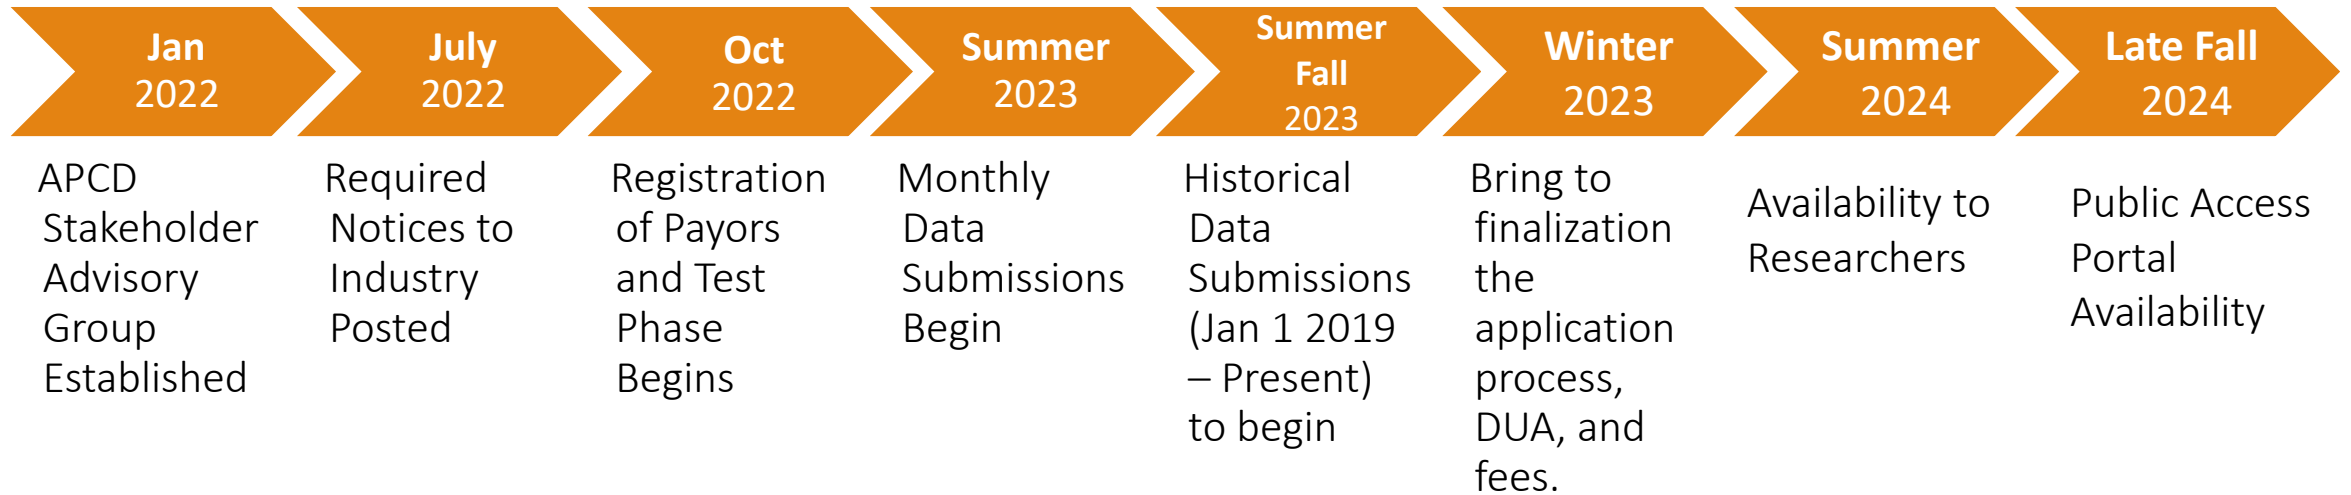 Jan
2022
July
2022
Oct
2022
Summer
2023
Summer
Fall
2023
Winter
2023
Summer
2024
Late Fall
2024
APCD
Stakeholder
Advisory
Group
Established
Required
Notices to
Industry
Posted
Registration
of Payors
and Test
Phase
Begins
Monthly
Data
Submissions
Begin
Historical
Data
Submissions
(Jan 1 2019
– Present)
to begin
Bring to
finalization
the
application
process,
DUA, and
fees.
Availability to
Researchers
Public Access
Portal
Availability